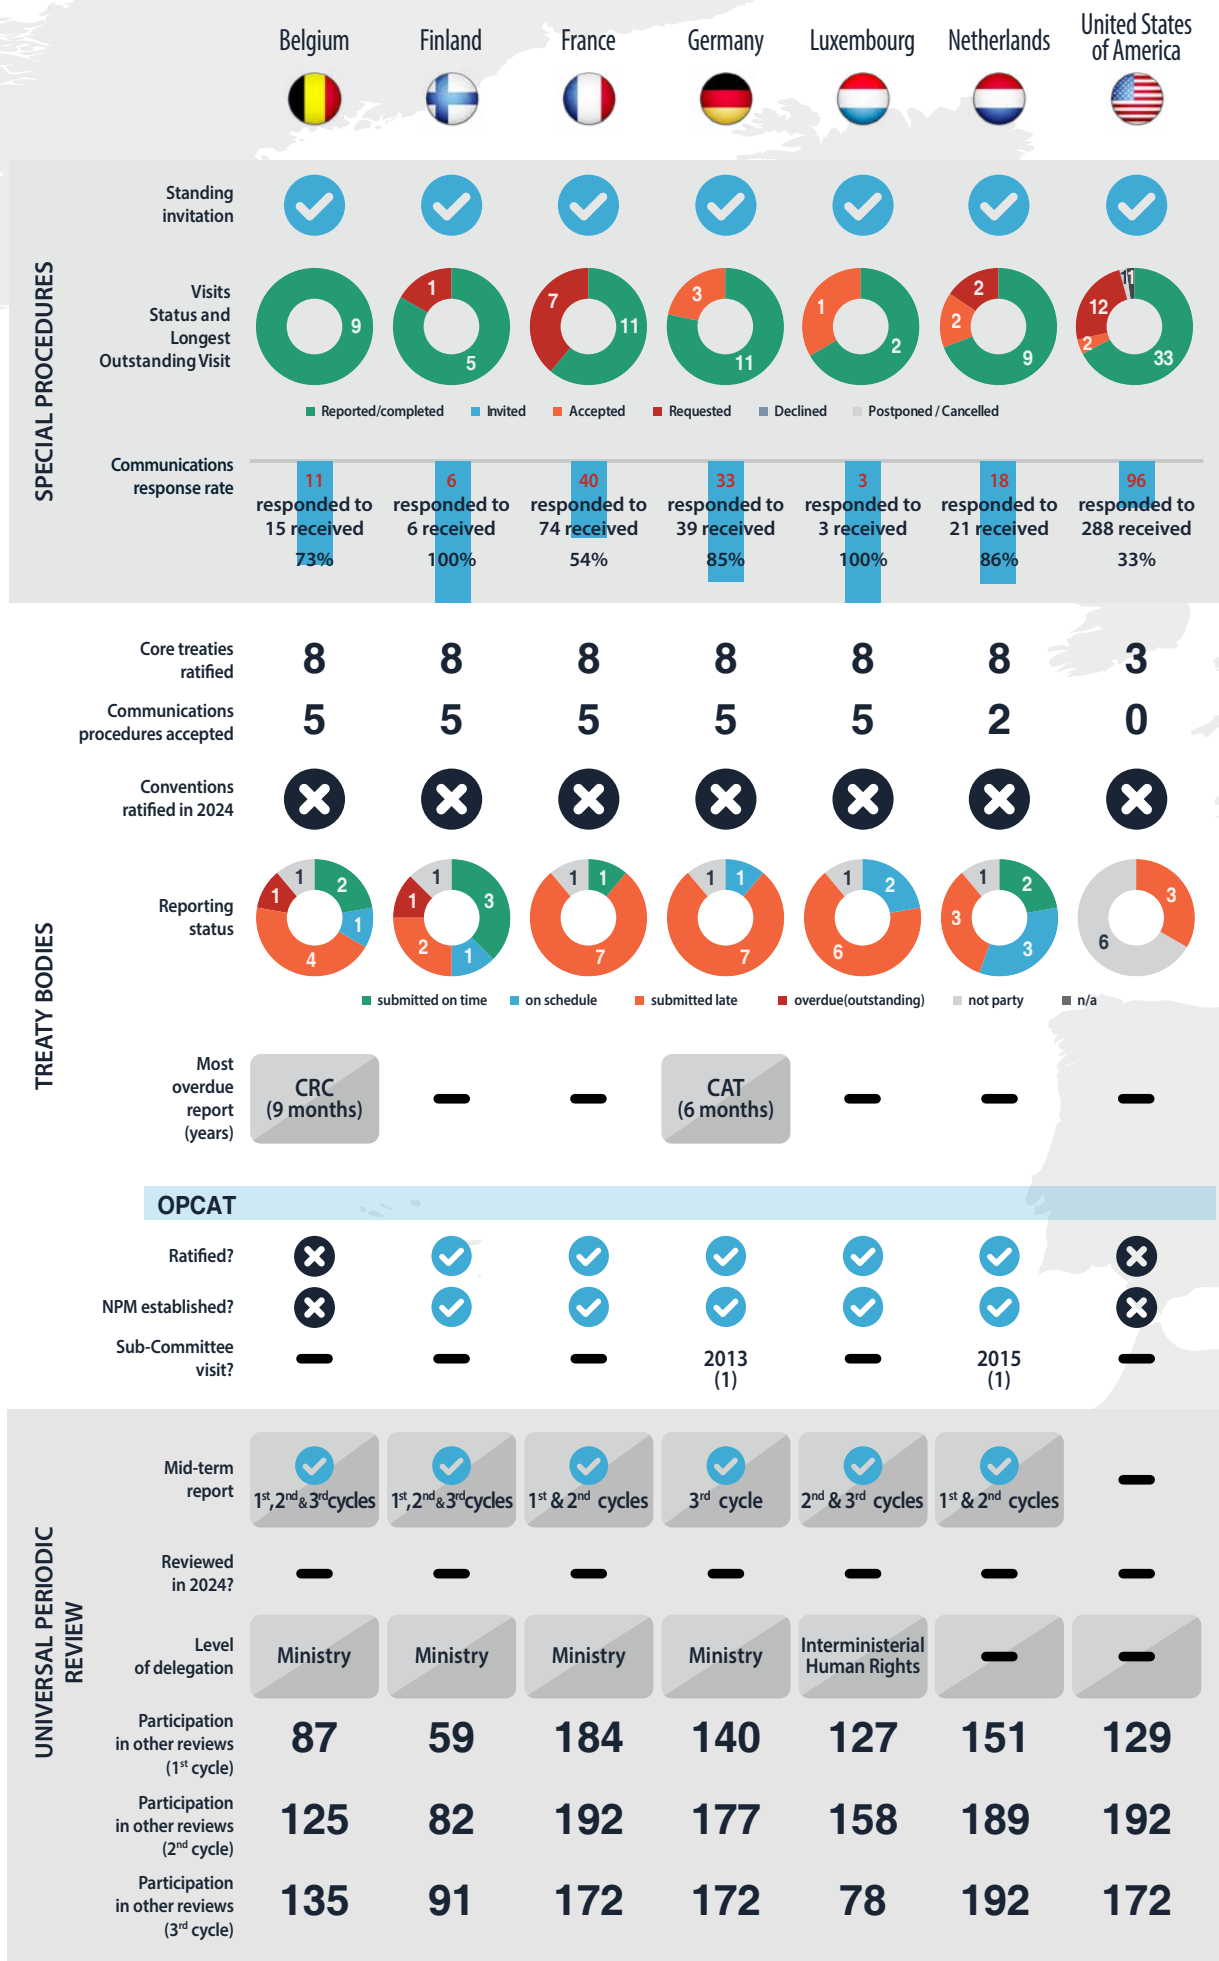 Belgium Finland France Germany Luxembourg Netherlands United States
of America
SPECIAL PROCEDURES
Standing
invitation
Visits
Status and
Longest
Outstanding Visit
9 1 5 7 11 3 11 1 2 2 2 9 1 1 12 2 33
Reported/completed Invited Accepted Requested Declined Postponed / Cancelled
Communications
response rate
11 6 40 33 3 18 96
responded to responded to responded to responded to responded to responded to responded to
15 received 6 received 74 received 39 received 3 received 21 received 288 received
73% 100% 54% 85% 100% 86% 33%
TREATY BODIES
Core treaties
ratified
8 8 8 8 8 8 3
Communications
procedures accepted
5 5 5 5 5 2 0
Conventions
ratified in 2024
Reporting
status
1 1 2 1 4 1 1 3 2 1 1 1 7 1 1 7 1 2 6 1 2 3 3 3 6
submitted on time on schedule submitted late overdue(outstanding) not party n/a
Most
overdue
report
(years)
CRC
(9 months)
CAT
(6 months)
OPCAT
Ratified?
NPM established?
Sub-Committee
visit?
2013
(1)
2015
(1)
UNIVERSAL PERIODIC
REVIEW
Mid-term
report
1st,2nd&3rdcycles 1st,2nd&3rdcycles 1st & 2nd cycles 3rd cycle 2nd & 3rd cycles 1st & 2nd cycles
Reviewed
in 2024?
Level
of delegation
Ministry Ministry Ministry Ministry Interministerial
Human Rights
Participation
in other reviews
(1st cycle)
87 59 184 140 127 151 129
Participation
in other reviews
(2nd cycle)
125 82 192 177 158 189 192
Participation
in other reviews
(3rd cycle)
135 91 172 172 78 192 172